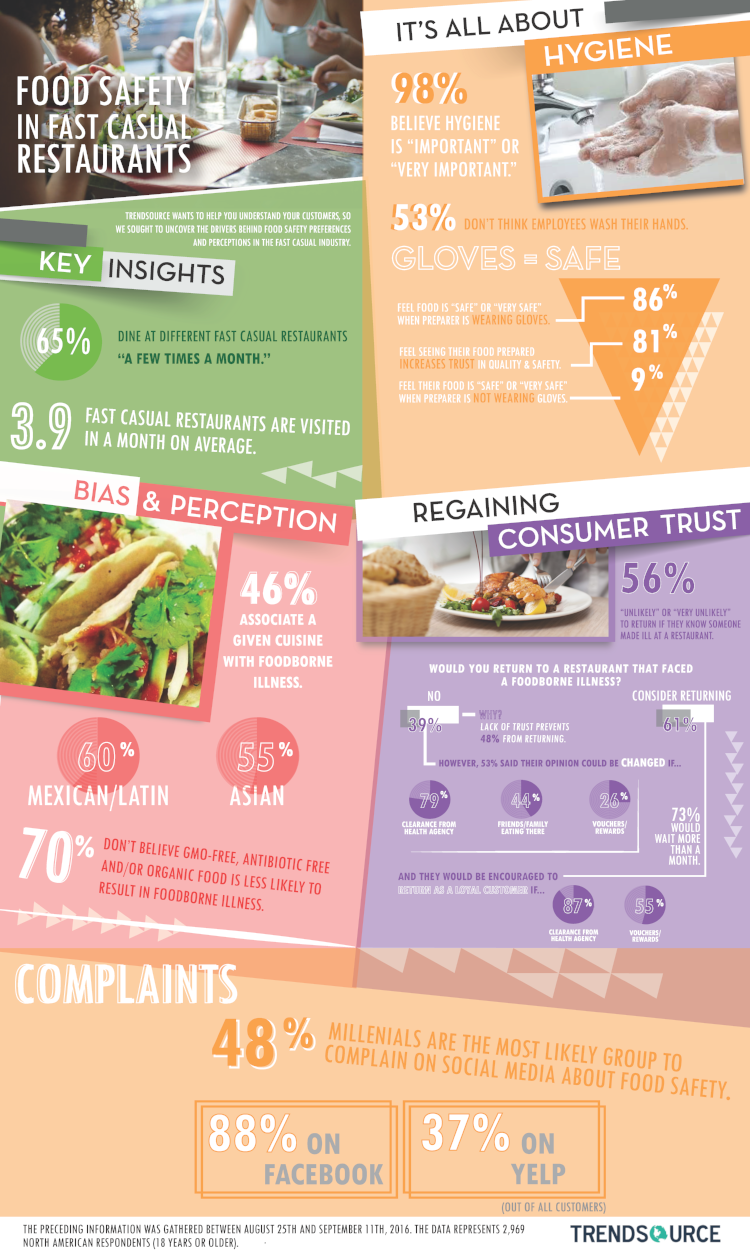 FOOD SAFETY
IN FAST CASUAL
RESTAURANTS
TRENDSOURCE WANTS TO HELP YOU UNDERSTAND YOUR CUSTOMERS, SO
WE SOUGHT TO UNCOVER THE DRIVERS BEHIND FOOD SAFETY PREFERENCES
AND PERCEPTIONS IN THE FAST CASUAL INDUSTRY.
KEY INSIGHTS
65%
DINE AT DIFFERENT FAST CASUAL RESTAURANTS
“A FEW TIMES A MONTH.”
3.9
FAST CASUAL RESTAURANTS ARE VISITED
IN A MONTH ON AVERAGE.
IT'S ALL ABOUT
HYGIENE
98%
BELIEVE HYGIENE
IS “IMPORTANT” OR
“VERY IMPORTANT.”
53% DON'T THINK EMPLOYEES WASH THEIR HANDS.
GLOVES = SAFE
FEEL FOOD IS “SAFE” OR “VERY SAFE”
WHEN PREPARER IS WEARING GLOVES.
86%
FEEL SEEING THEIR FOOD PREPARED
INCREASES TRUST IN QUALITY & SAFETY.
81%
FEEL THEIR FOOD IS “SAFE” OR “VERY SAFE”
WHEN PREPARER IS NOT WEARING GLOVES.
9%
BIAS & PERCEPTION
46%
ASSOCIATE A
GIVEN CUISINE
WITH FOODBORNE
ILLNESS.
60%
MEXICAN/LATIN
55%
ASIAN
70%
DON'T BELIEVE GMO-FREE, ANTIBIOTIC FREE
AND/OR ORGANIC FOOD IS LESS LIKELY TO
RESULT IN FOODBORNE ILLNESS.
REGAINING
CONSUMER TRUST
56%
“UNLIKELY” OR “VERY UNLIKELY”
TO RETURN IF THEY KNOW SOMEONE
MADE ILL AT A RESTAURANT.
WOULD YOU RETURN TO A RESTAURANT THAT FACED
A FOODBORNE ILLNESS?
NO
39%
WHY?
LACK OF TRUST PREVENTS
48% FROM RETURNING.
CONSIDER RETURNING
61%
HOWEVER, 53% SAID THEIR OPINION COULD BE CHANGED IF...
79%
CLEARANCE FROM
HEALTH AGENCY
44%
FRIENDS/FAMILY
EATING THERE
26%
VOUCHERS/
REWARDS
73%
WOULD
WAIT MORE
THAN A
MONTH.
AND THEY WOULD BE ENCOURAGED TO
RETURN AS A LOYAL CUSTOMER IF...
87%
CLEARANCE FROM
HEALTH AGENCY
55%
VOUCHERS/
REWARDS
COMPLAINTS
48%
MILLENIALS ARE THE MOST LIKELY GROUP TO
COMPLAIN ON SOCIAL MEDIA ABOUT FOOD SAFETY.
88% ON
FACEBOOK
37% ON
YELP
(OUT OF ALL CUSTOMERS)
THE PRECEDING INFORMATION WAS GATHERED BETWEEN AUGUST 25TH AND SEPTEMBER 11TH, 2016. THE DATA REPRESENTS 2,969
NORTH AMERICAN RESPONDENTS (18 YEARS OR OLDER).
TRENDSOURCE